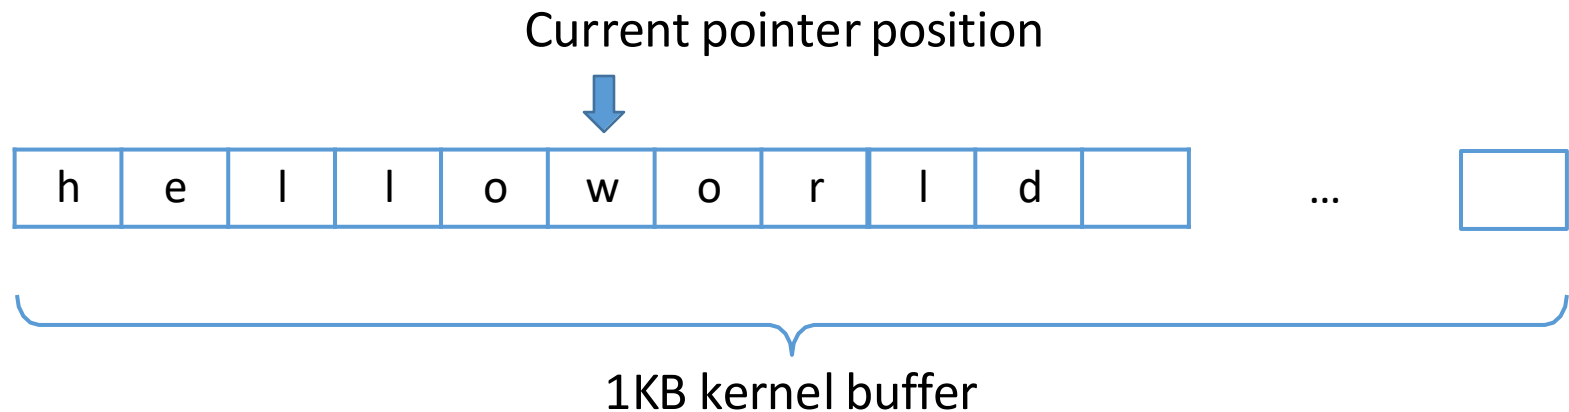 Current pointer position
h e l l o w o r l d ...
1KB kernel buffer